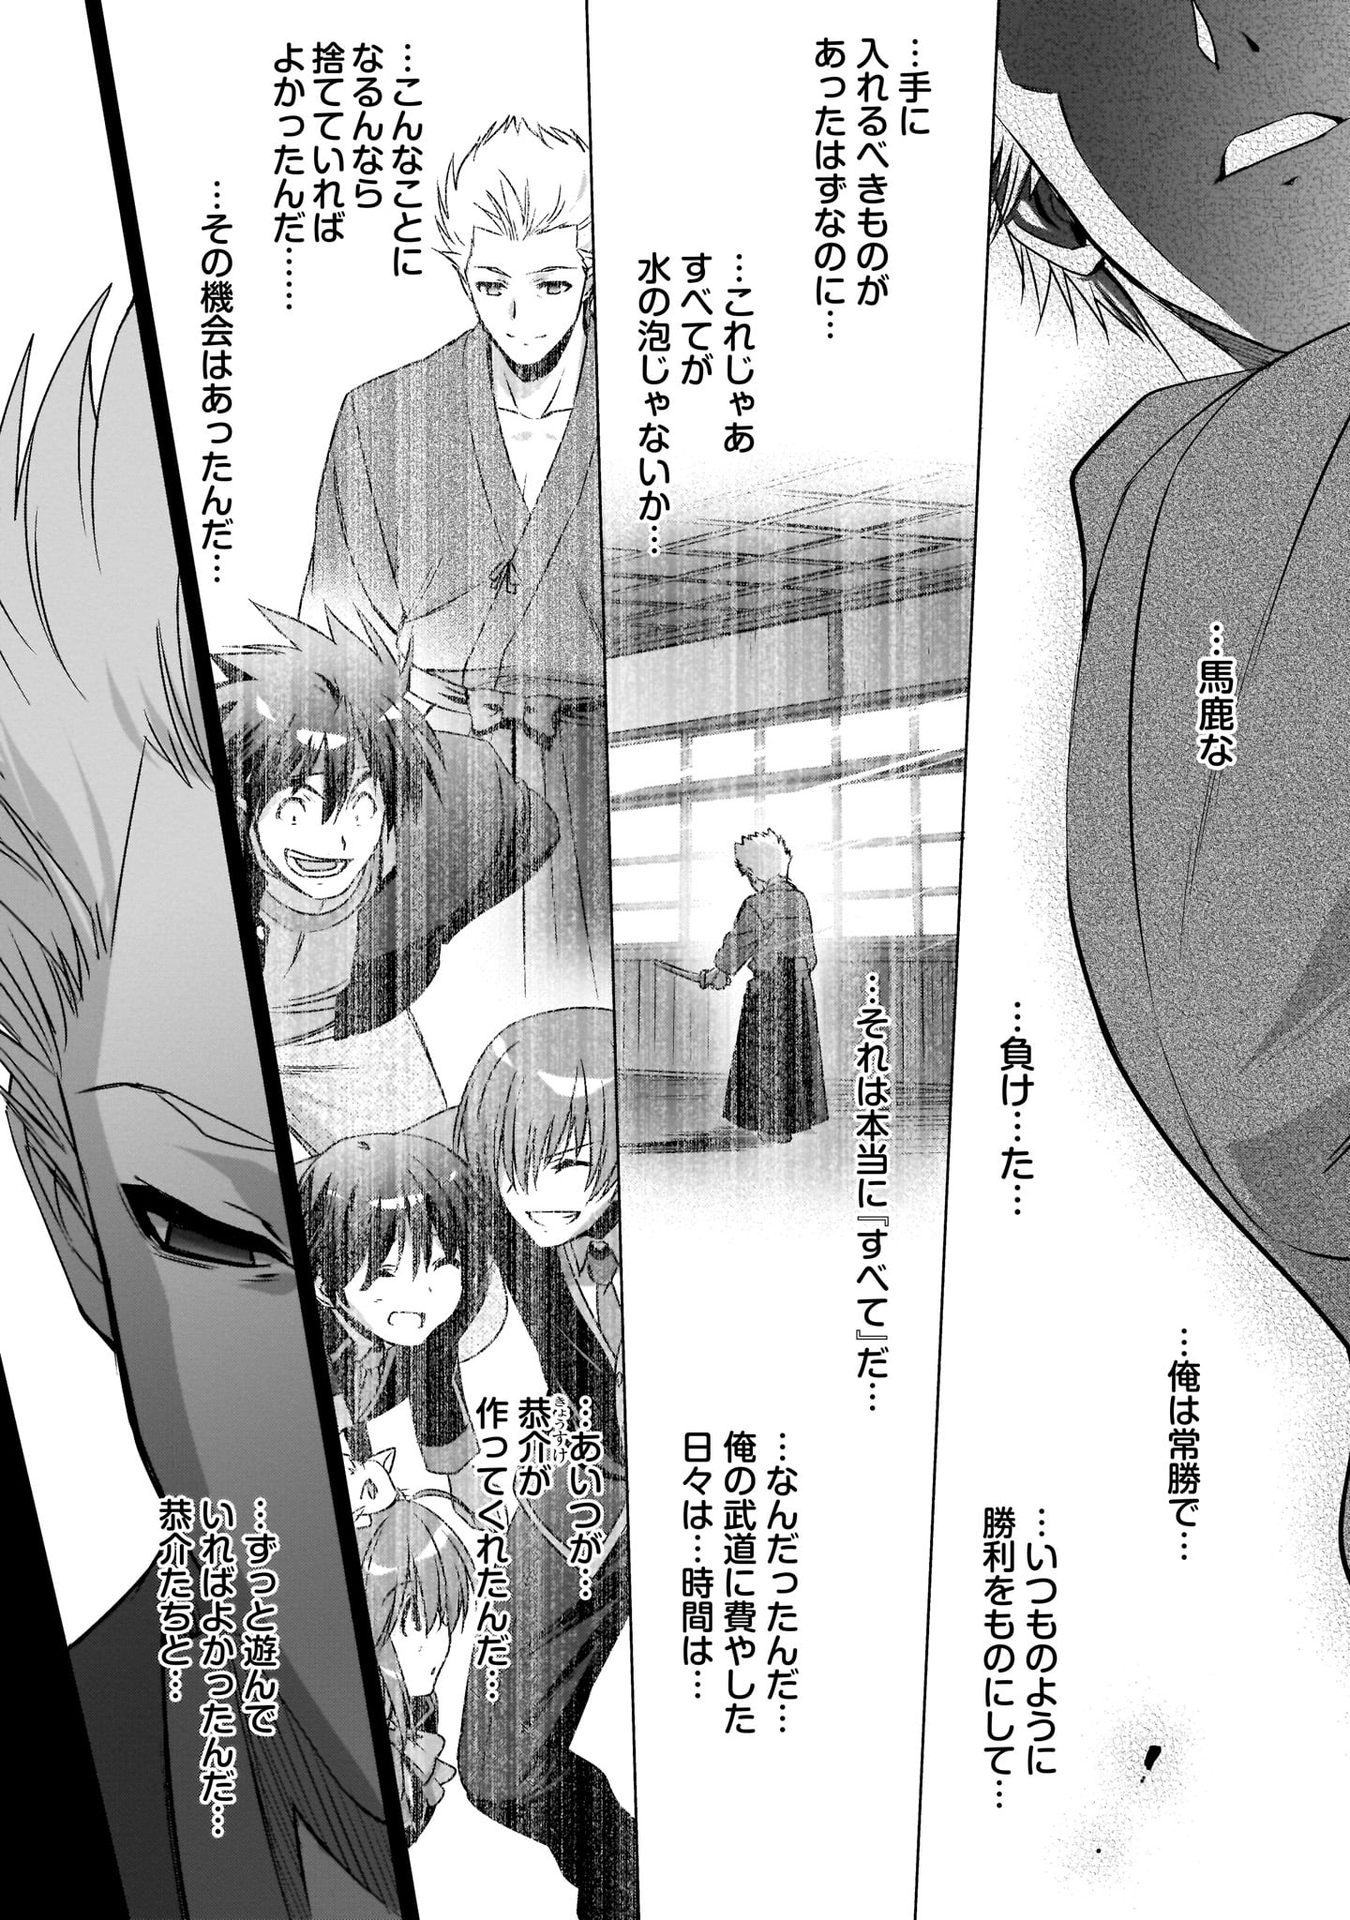 …馬鹿な
…負け…た…
…俺は常勝で…
…いつものように
勝利をものにして…
…手に
入れるべきものが
あったはずなのに…
…これじゃあ
すべてが
水の泡じゃないか…
…それは本当に『すべて』だ…
…なんだったんだ…
俺の武道に費やした
日々は…時間は…
…こんなことに
なるんなら
捨てていれば
よかったんだ……
…その機会はあったんだ…
…あいつが…
恭介が
きょうすけ
作ってくれたんだ…
…ずっと遊んで
いればよかったんだ…
恭介たちと…